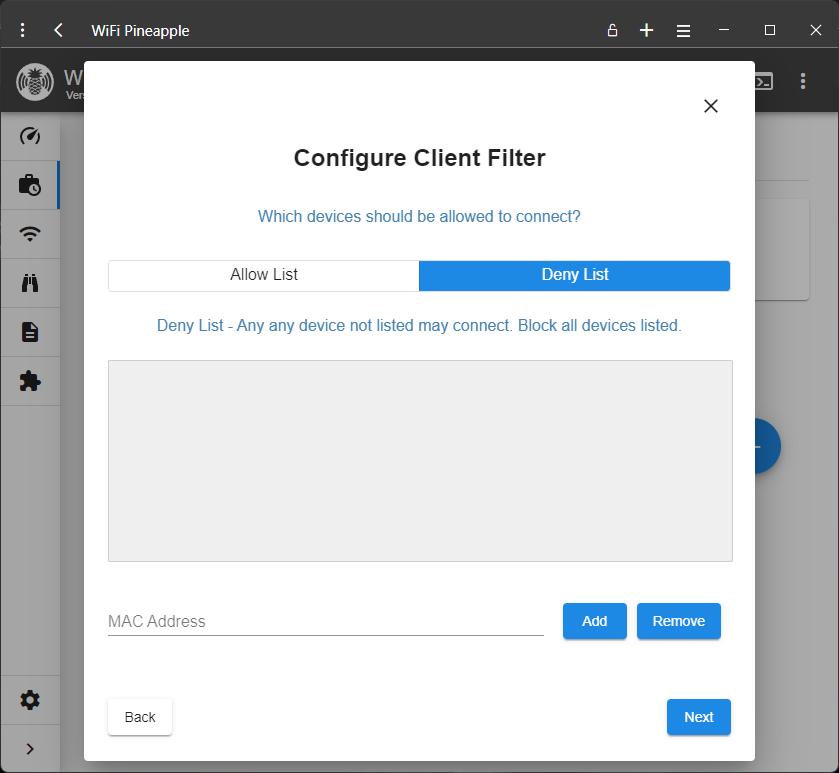 WiFi Pineapple
W
Vers
Configure Client Filter
Which devices should be allowed to connect?
Allow List
Deny List
Deny List - Any any device not listed may connect. Block all devices listed.
MAC Address
Add
Remove
Back
Next